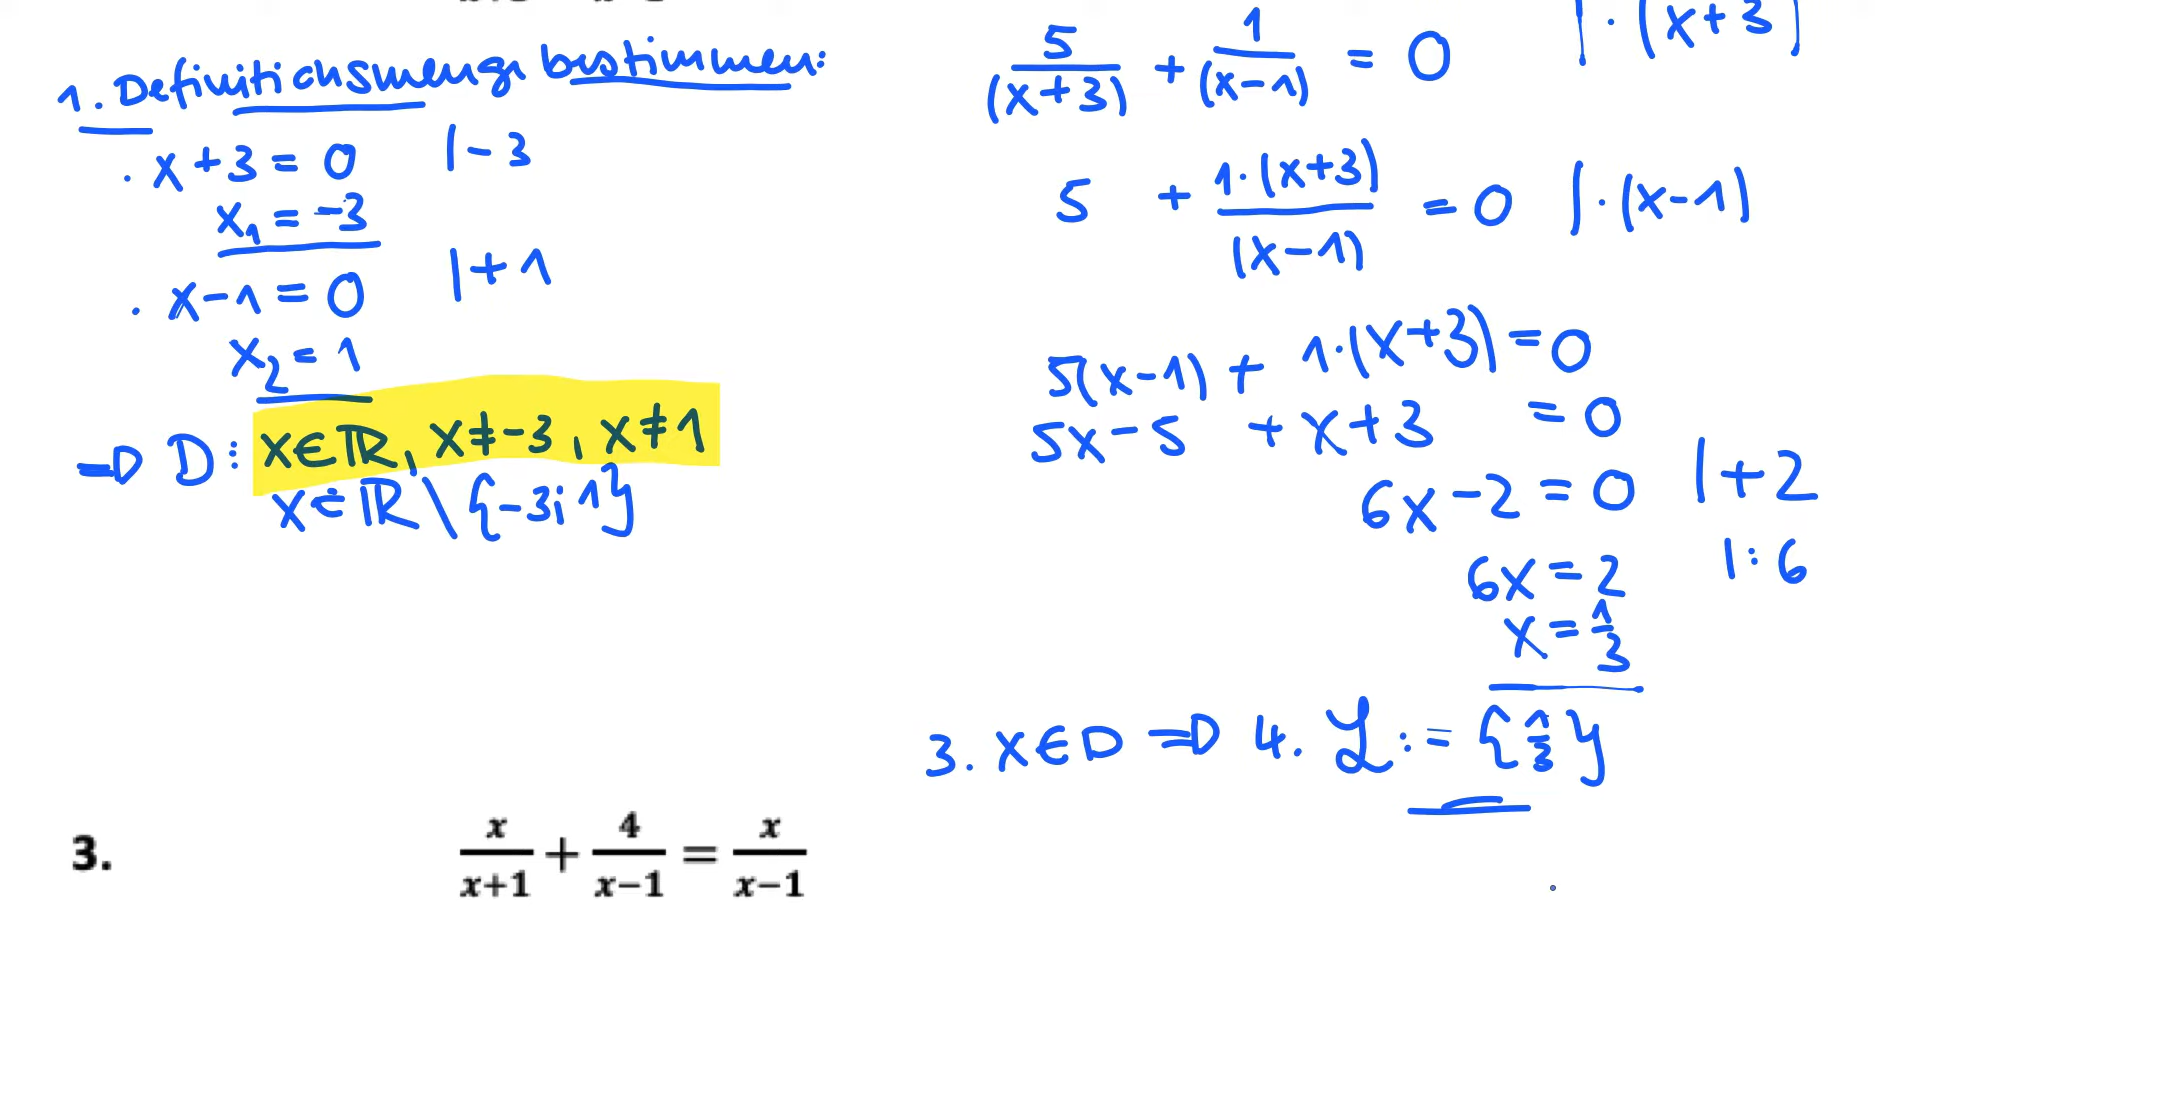 1. Definitionsmenge bestimmen:
· x+3 = 0 |-3
x₁ = -3
· x-1 = 0 |+1
x₂ = 1
=> D: x∈ℝ, x≠-3, x≠1
x∈ℝ\{-3;1}
5/(x+3) + 1/(x-1) = 0 |·(x+3)
5 + 1·(x+3)/(x-1) = 0 |·(x-1)
5(x-1) + 1·(x+3) = 0
5x-5 + x+3 = 0
6x-2 = 0 |+2
6x = 2 |:6
x = 1/3
3. x∈D => 4. L := {1/3}
3. x/(x+1) + 4/(x-1) = x/(x-1)